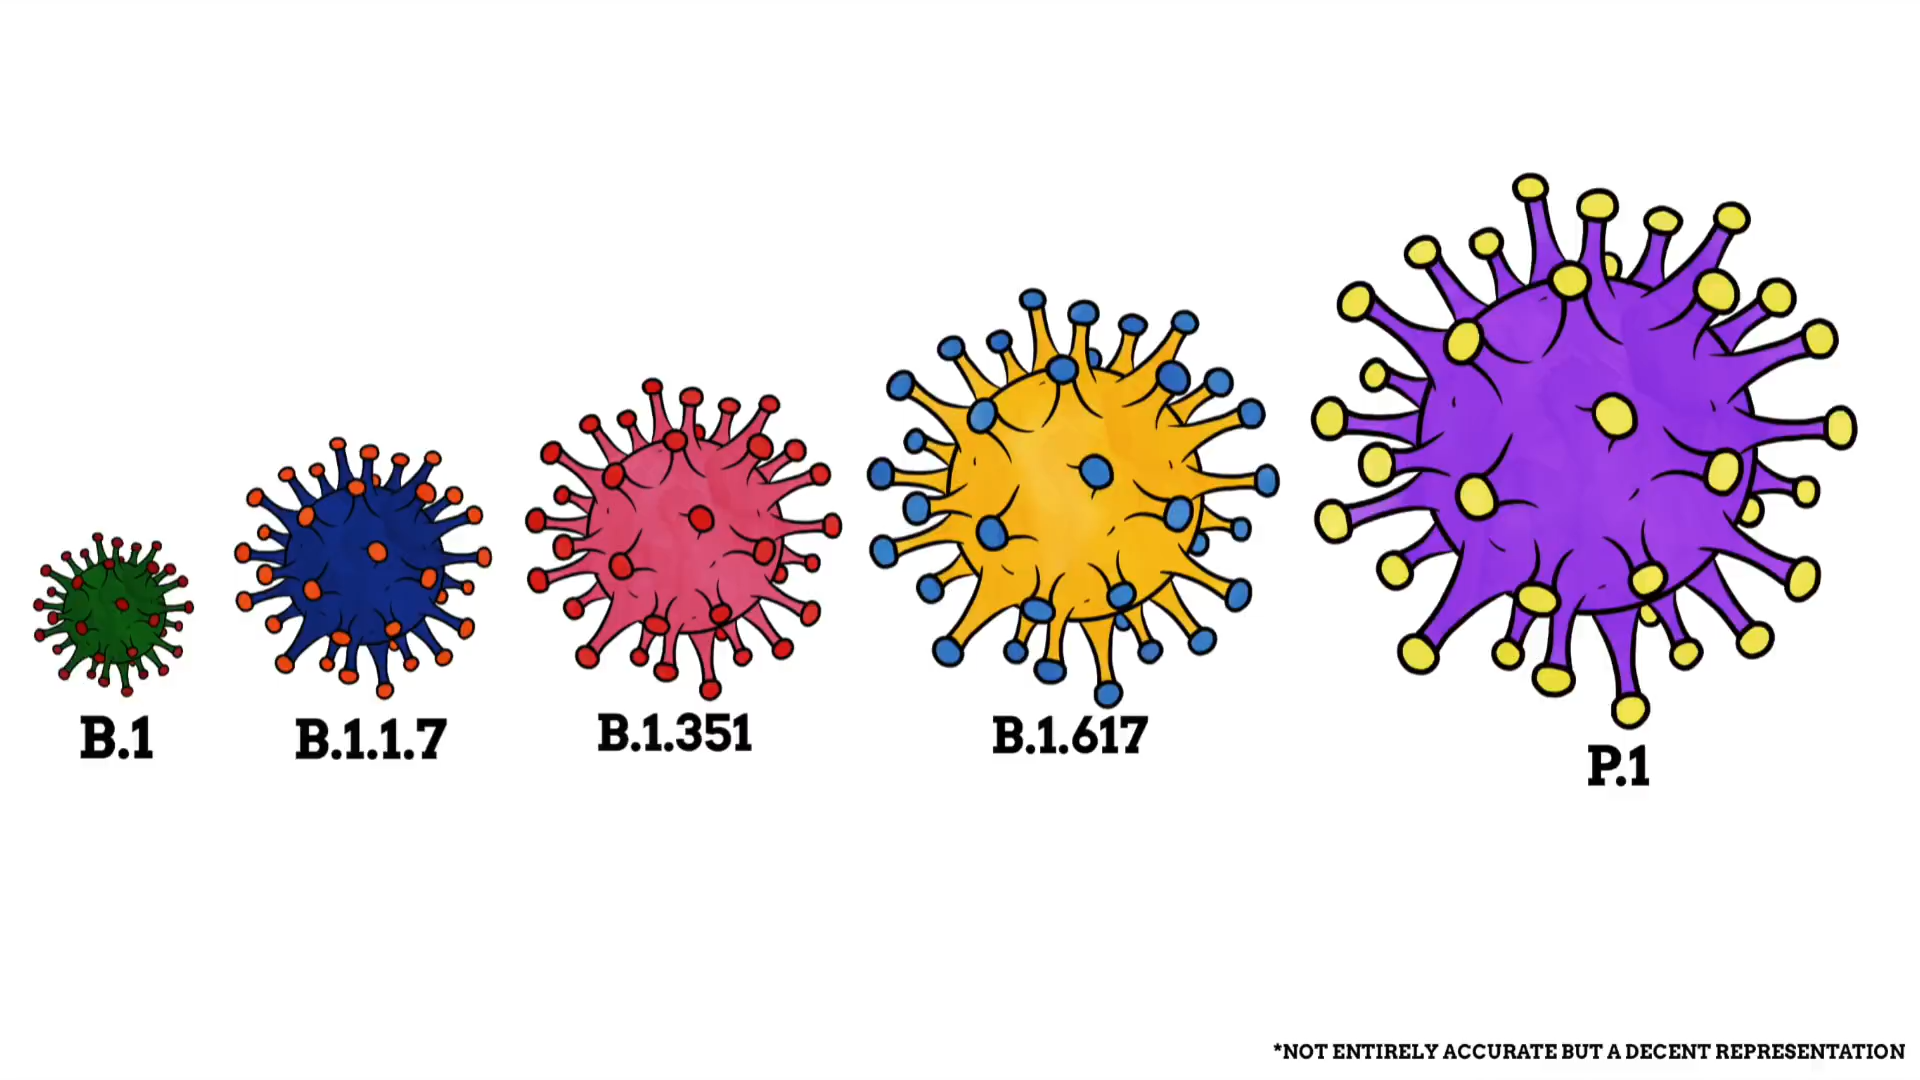 B.1
B.1.1.7
B.1.351
B.1.617
P.1
*NOT ENTIRELY ACCURATE BUT A DECENT REPRESENTATION